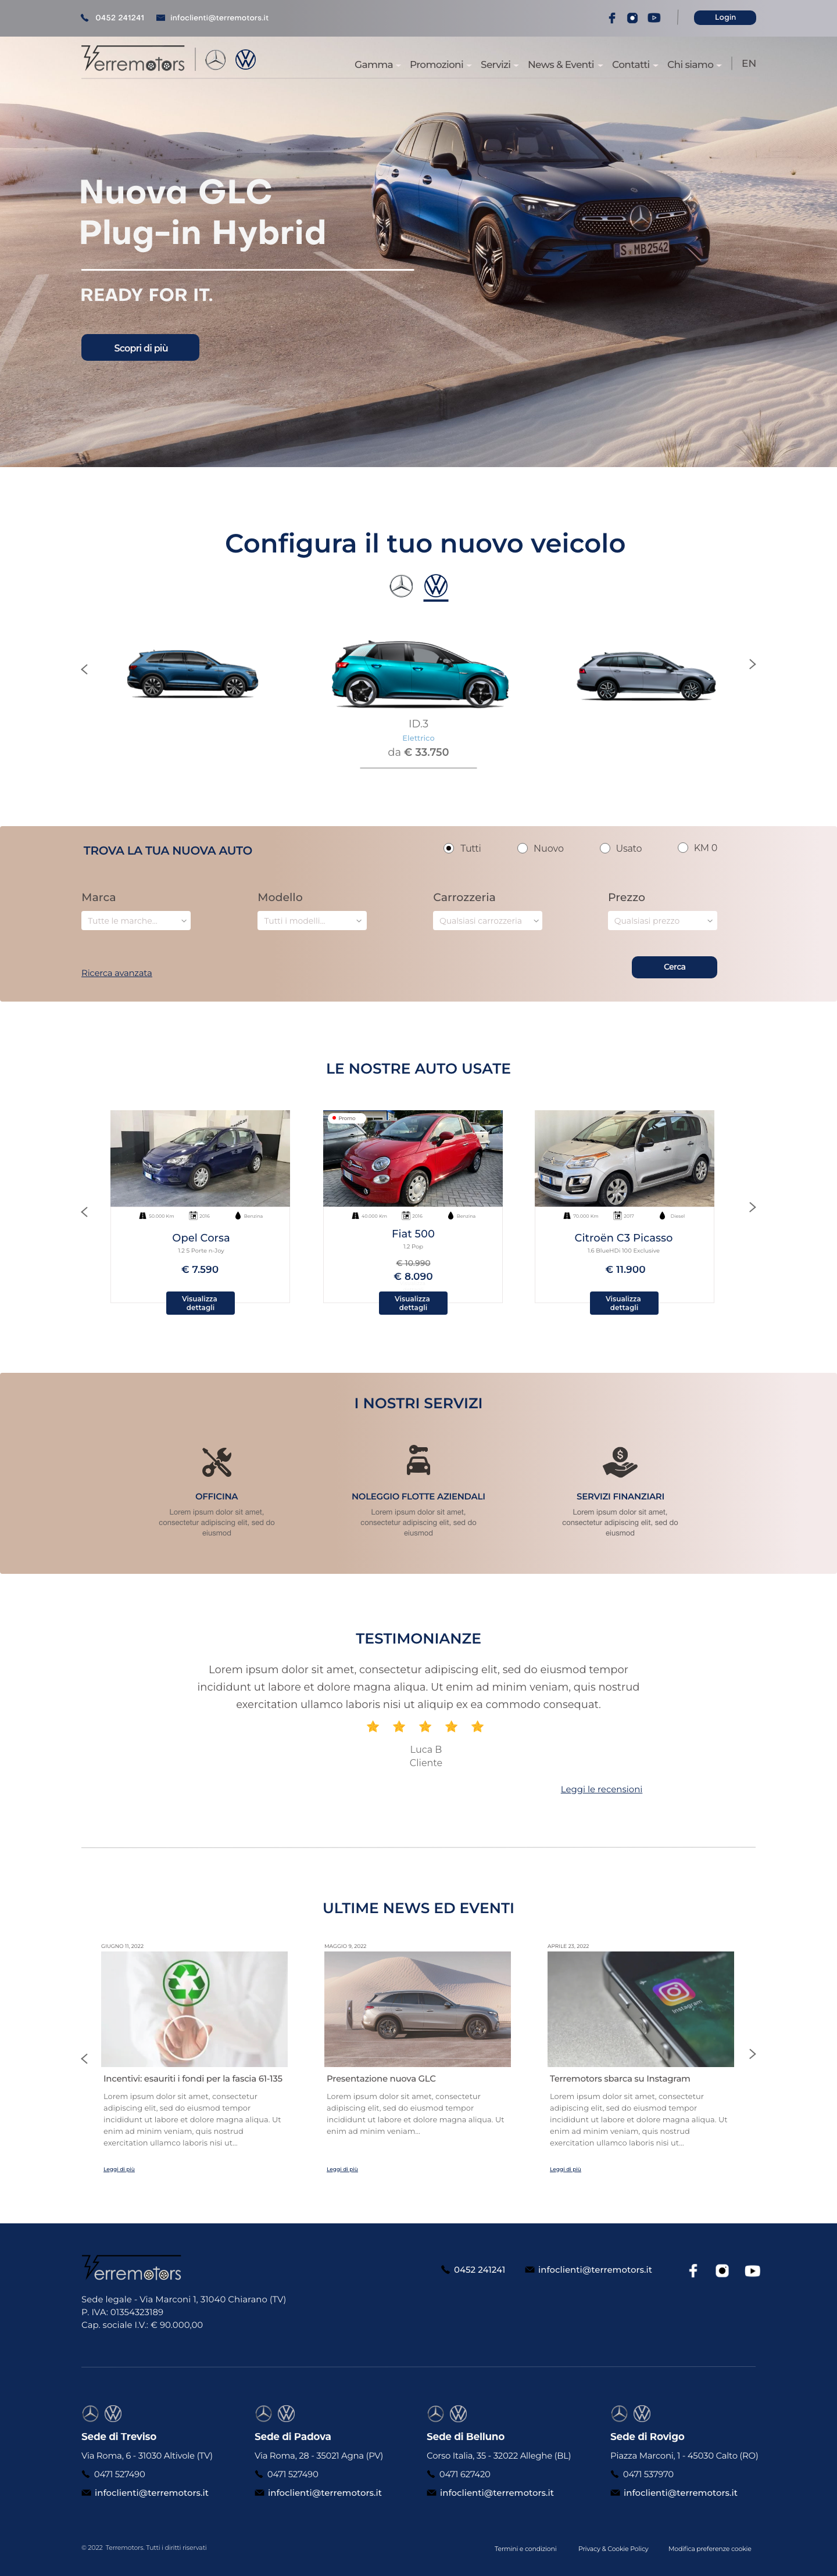 0452 241241 infoclienti@terremotors.it Login
Terremotors Gamma Promozioni Servizi News & Eventi Contatti Chi siamo EN
Nuova GLC
Plug-in Hybrid
S MB 2542
READY FOR IT.
Scopri di più
Configura il tuo nuovo veicolo
ID.3
Elettrico
da € 33.750
TROVA LA TUA NUOVA AUTO Tutti Nuovo Usato KM 0
Marca Modello Carrozzeria Prezzo
Tutte le marche... Tutti i modelli... Qualsiasi carrozzeria Qualsiasi prezzo
Ricerca avanzata Cerca
LE NOSTRE AUTO USATE
Promo
50.000 Km 2016 Benzina 40.000 Km 2016 Benzina 70.000 Km 2017 Diesel
Opel Corsa Fiat 500 Citroën C3 Picasso
1.2 5 Porte n-Joy 1.2 Pop 1.6 BlueHDi 100 Exclusive
€ 7.590 € 10.990 € 11.900
€ 8.090
Visualizza Visualizza Visualizza
dettagli dettagli dettagli
I NOSTRI SERVIZI
OFFICINA NOLEGGIO FLOTTE AZIENDALI SERVIZI FINANZIARI
Lorem ipsum dolor sit amet, Lorem ipsum dolor sit amet, Lorem ipsum dolor sit amet,
consectetur adipiscing elit, sed do consectetur adipiscing elit, sed do consectetur adipiscing elit, sed do
eiusmod eiusmod eiusmod
TESTIMONIANZE
Lorem ipsum dolor sit amet, consectetur adipiscing elit, sed do eiusmod tempor
incididunt ut labore et dolore magna aliqua. Ut enim ad minim veniam, quis nostrud
exercitation ullamco laboris nisi ut aliquip ex ea commodo consequat.
Luca B
Cliente
Leggi le recensioni
ULTIME NEWS ED EVENTI
GIUGNO 11, 2022 MAGGIO 9, 2022 APRILE 23, 2022
Instagram
Incentivi: esauriti i fondi per la fascia 61-135
Lorem ipsum dolor sit amet, consectetur
adipiscing elit, sed do eiusmod tempor
incididunt ut labore et dolore magna aliqua. Ut
enim ad minim veniam, quis nostrud
exercitation ullamco laboris nisi ut...
Leggi di più
Presentazione nuova GLC
Lorem ipsum dolor sit amet, consectetur
adipiscing elit, sed do eiusmod tempor
incididunt ut labore et dolore magna aliqua. Ut
enim ad minim veniam...
Leggi di più
Terremotors sbarca su Instagram
Lorem ipsum dolor sit amet, consectetur
adipiscing elit, sed do eiusmod tempor
incididunt ut labore et dolore magna aliqua. Ut
enim ad minim veniam, quis nostrud
exercitation ullamco laboris nisi ut...
Leggi di più
Terremotors 0452 241241 infoclienti@terremotors.it
Sede legale - Via Marconi 1, 31040 Chiarano (TV)
P. IVA: 01354323189
Cap. sociale I.V.: € 90.000,00
Sede di Treviso
Via Roma, 6 - 31030 Altivole (TV)
0471 527490
infoclienti@terremotors.it
Sede di Padova
Via Roma, 28 - 35021 Agna (PV)
0471 527490
infoclienti@terremotors.it
Sede di Belluno
Corso Italia, 35 - 32022 Alleghe (BL)
0471 627420
infoclienti@terremotors.it
Sede di Rovigo
Piazza Marconi, 1 - 45030 Calto (RO)
0471 537970
infoclienti@terremotors.it
© 2022 Terremotors. Tutti i diritti riservati Termini e condizioni Privacy & Cookie Policy Modifica preferenze cookie